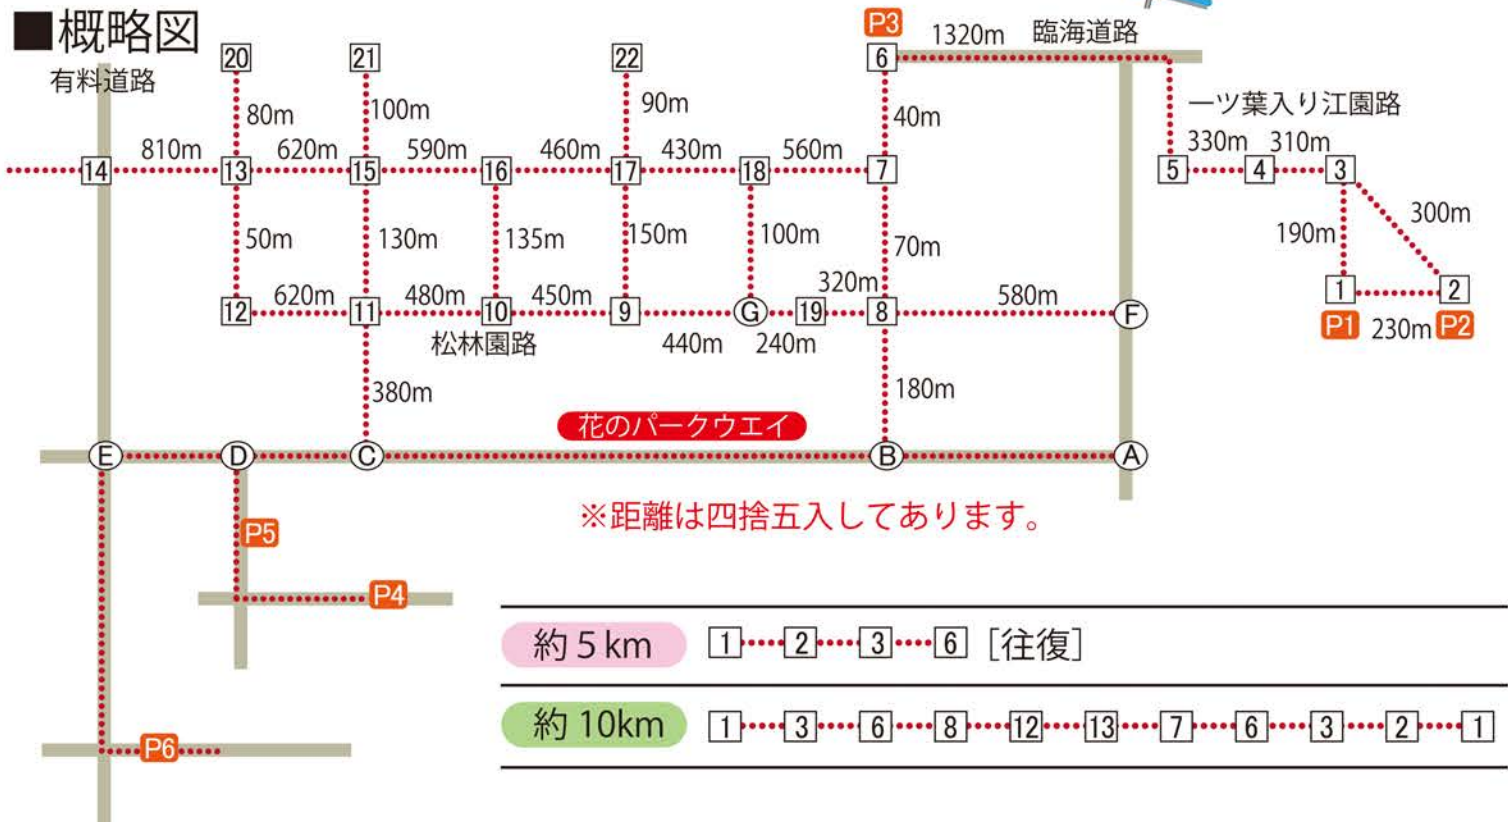 ■概略図
有料道路
P3
1320m 臨海道路
20 21 22 6
80m 100m 90m 40m
一ツ葉入り江園路
810m 620m 590m 460m 430m 560m
330m 310m
14 13 15 16 17 18 7
5 4 3
50m 130m 135m 150m 100m 70m
190m 300m
620m 480m 450m 320m 580m
12 11 10 9 G 19 8 F
1 2
松林園路 440m 240m
P1 230m P2
380m 180m
花のパークウエイ
E D C B A
※距離は四捨五入してあります。
P5
P4
P6
約5km 1 2 3 6 [往復]
約10km 1 3 6 8 12 13 7 6 3 2 1